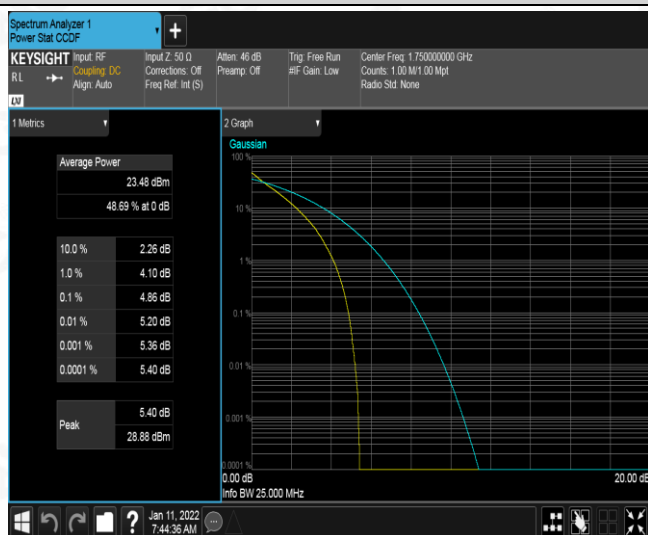 Spectrum Analyzer 1
Power Stat CCDF
+
KEYSIGHT
RL
LXI
Input: RF
Coupling: DC
Align: Auto
Input Z: 50 Ω
Corrections: Off
Freq Ref: Int (S)
Atten: 46 dB
Preamp: Off
Trig: Free Run
#IF Gain: Low
Center Freq: 1.750000000 GHz
Counts: 1.00 M/1.00 Mpt
Radio Std: None
1 Metrics
Average Power
23.48 dBm
48.69 % at 0 dB
10.0 % 2.26 dB
1.0 % 4.10 dB
0.1 % 4.86 dB
0.01 % 5.20 dB
0.001 % 5.36 dB
0.0001 % 5.40 dB
Peak 5.40 dB
28.88 dBm
2 Graph
Gaussian
100 %
10 %
1 %
0.1 %
0.01 %
0.001 %
0.0001 %
0.00 dB 20.00 dB
Info BW 25.000 MHz
?
Jan 11, 2022
7:44:36 AM